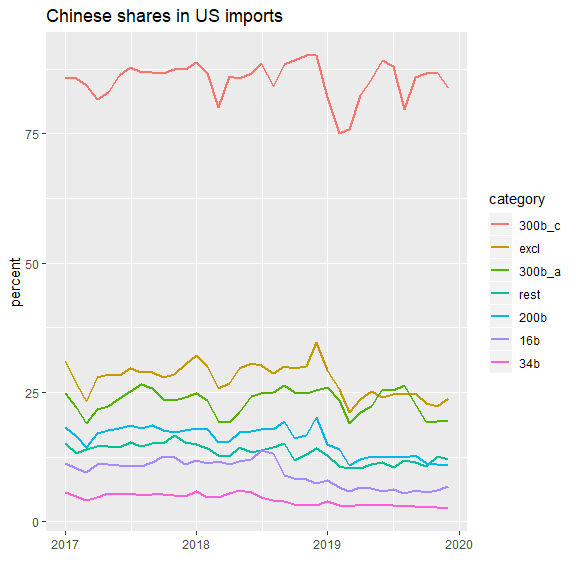 Chinese shares in US imports
percent
75
50
25
0
2017
2018
2019
2020
category
300b_c
excl
300b_a
rest
200b
16b
34b